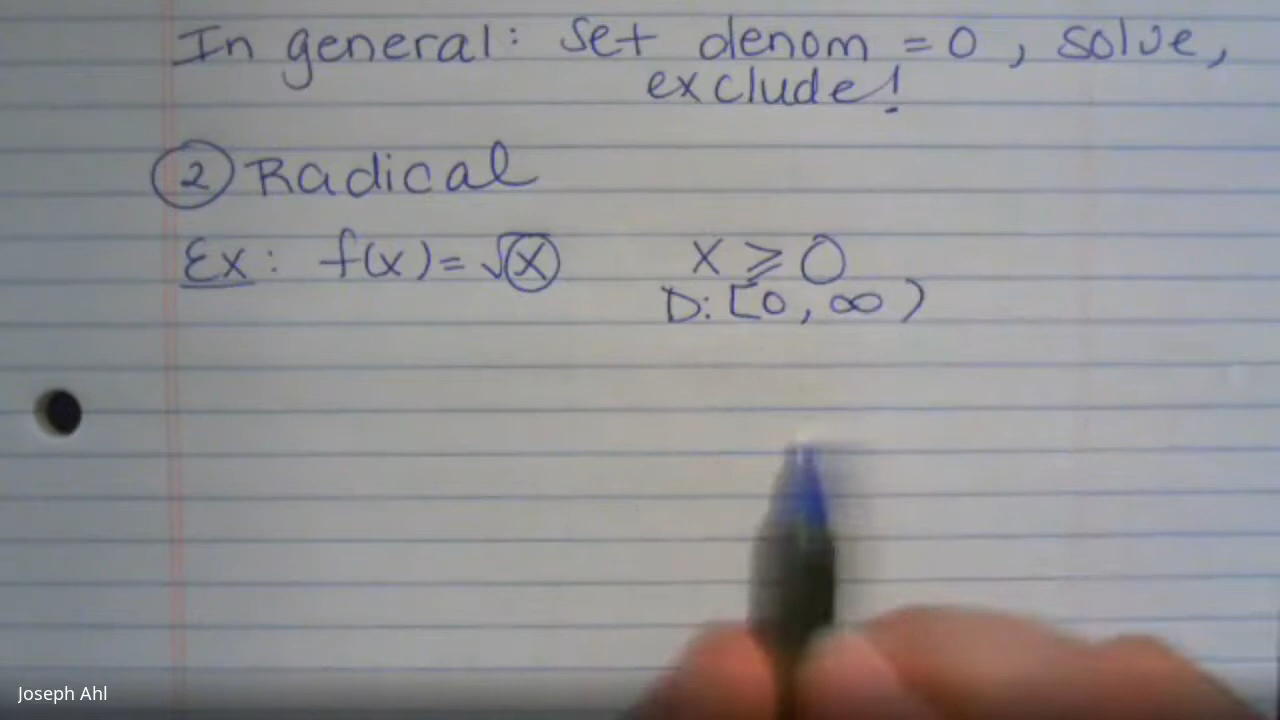 In general: set denom = 0, solve,
exclude!
② Radical
Ex: f(x) = √x x ≥ 0
D: [0, ∞)
Joseph Ahl